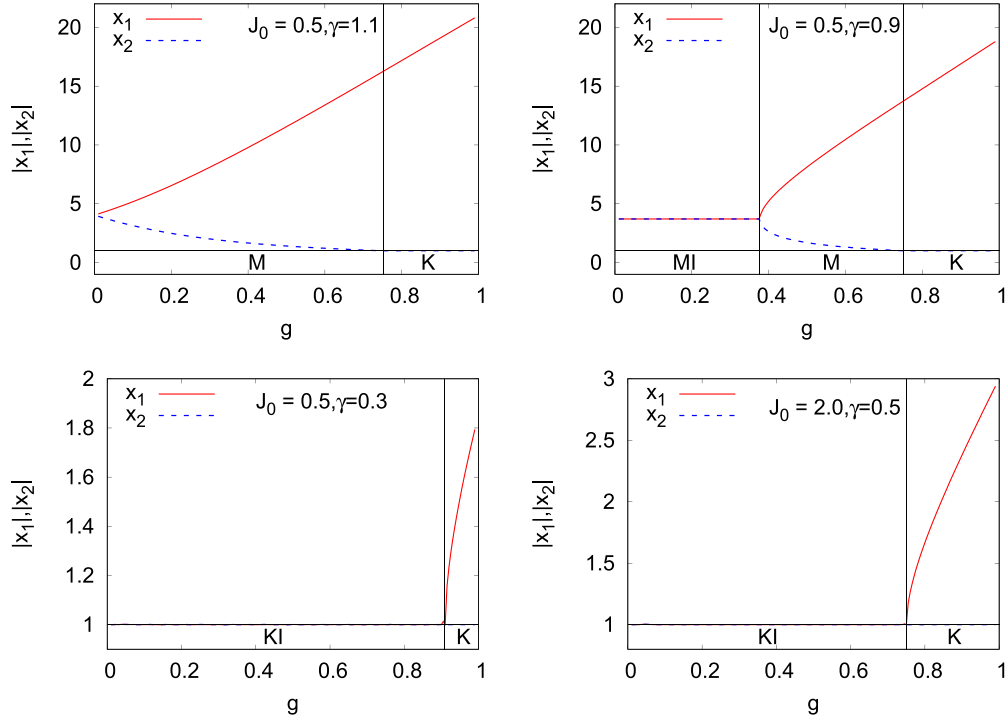 x1
x2
J0 = 0.5,γ=1.1
|x1|,|x2|
20
15
10
5
0
M
K
0 0.2 0.4 0.6 0.8 1
g
x1
x2
J0 = 0.5,γ=0.9
|x1|,|x2|
20
15
10
5
0
MI
M
K
0 0.2 0.4 0.6 0.8 1
g
x1
x2
J0 = 0.5,γ=0.3
|x1|,|x2|
2
1.8
1.6
1.4
1.2
1
KI
K
0 0.2 0.4 0.6 0.8 1
g
x1
x2
J0 = 2.0,γ=0.5
|x1|,|x2|
3
2.5
2
1.5
1
KI
K
0 0.2 0.4 0.6 0.8 1
g